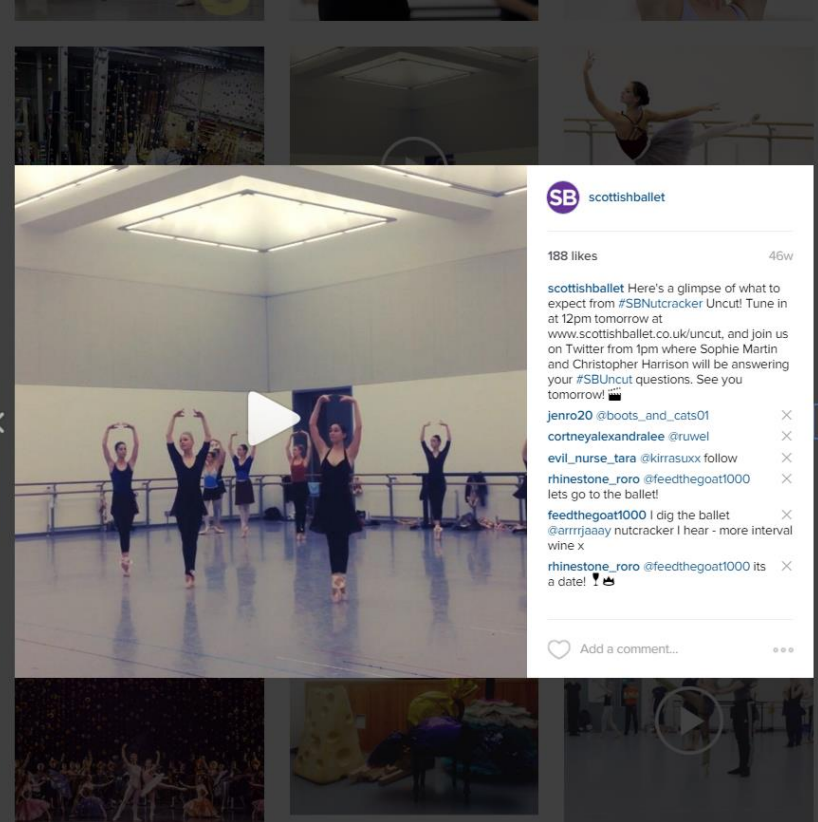 SB scottishballet
188 likes 46w
scottishballet Here's a glimpse of what to
expect from #SBNutcracker Uncut! Tune in
at 12pm tomorrow at
www.scottishballet.co.uk/uncut, and join us
on Twitter from 1pm where Sophie Martin
and Christopher Harrison will be answering
your #SBUncut questions. See you
tomorrow! 🎬
jenro20 @boots_and_cats01
cortneyalexandralee @ruwel
evil_nurse_tara @kirrasuxx follow
rhinestone_roro @feedthegoat1000
lets go to the ballet!
feedthegoat1000 I dig the ballet
@arrrrjaaay nutcracker I hear - more interval
wine x
rhinestone_roro @feedthegoat1000 its
a date! 🍷👑
Add a comment...